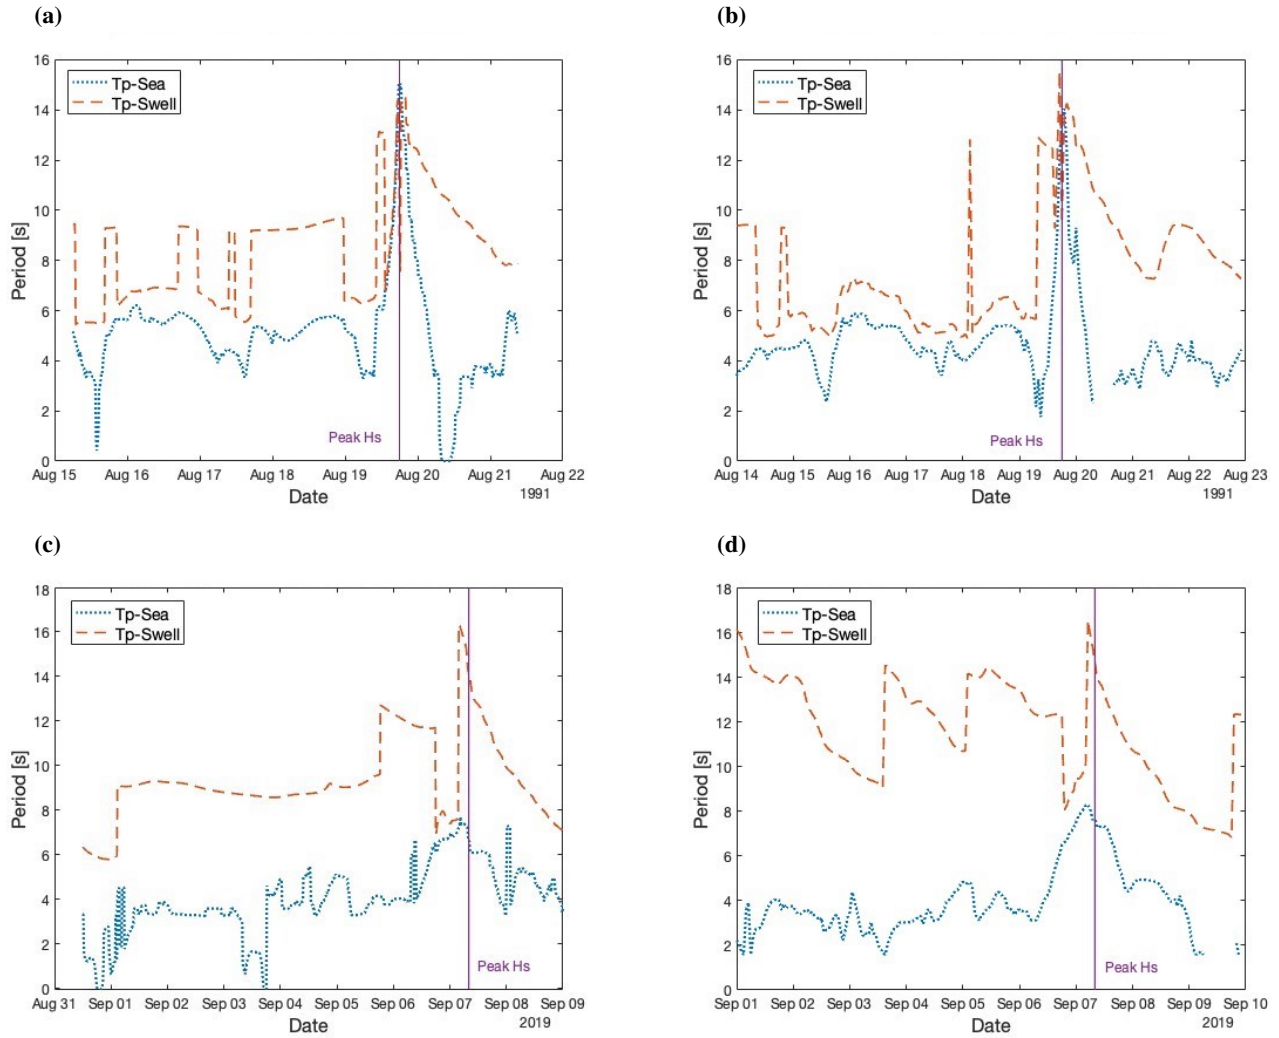 (a)
16
14
12
10
8
6
4
2
0
Period [s]
Tp-Sea
Tp-Swell
Peak Hs
Aug 15 Aug 16 Aug 17 Aug 18 Aug 19 Aug 20 Aug 21 Aug 22
Date
1991
(b)
16
14
12
10
8
6
4
2
0
Period [s]
Tp-Sea
Tp-Swell
Peak Hs
Aug 14 Aug 15 Aug 16 Aug 17 Aug 18 Aug 19 Aug 20 Aug 21 Aug 22 Aug 23
Date
1991
(c)
18
16
14
12
10
8
6
4
2
0
Period [s]
Tp-Sea
Tp-Swell
Peak Hs
Aug 31 Sep 01 Sep 02 Sep 03 Sep 04 Sep 05 Sep 06 Sep 07 Sep 08 Sep 09
Date
2019
(d)
18
16
14
12
10
8
6
4
2
0
Period [s]
Tp-Sea
Tp-Swell
Peak Hs
Sep 01 Sep 02 Sep 03 Sep 04 Sep 05 Sep 06 Sep 07 Sep 08 Sep 09 Sep 10
Date
2019